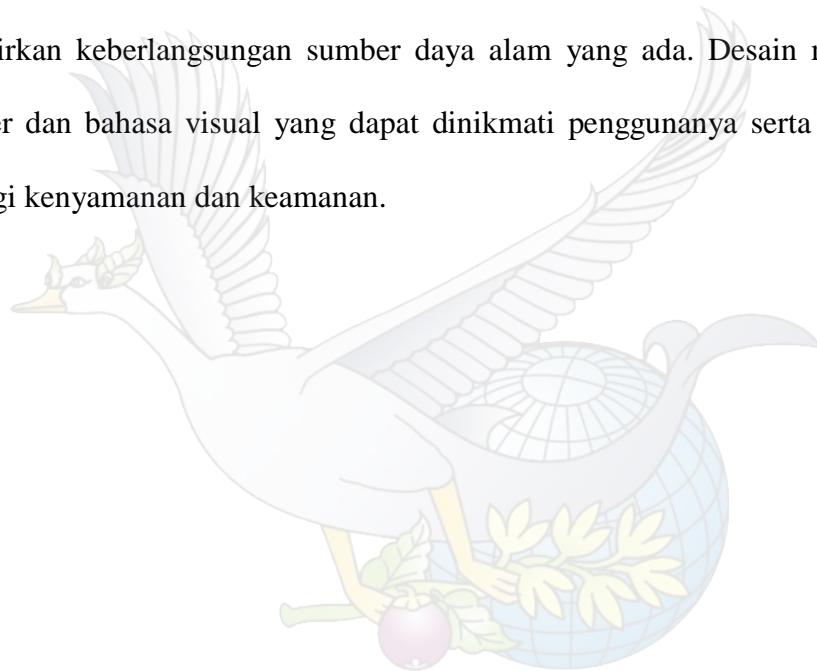 irkan keberlangsungan sumber daya alam yang ada. Desain
er dan bahasa visual yang dapat dinikmati penggunanya serta
gi kenyamanan dan keamanan.